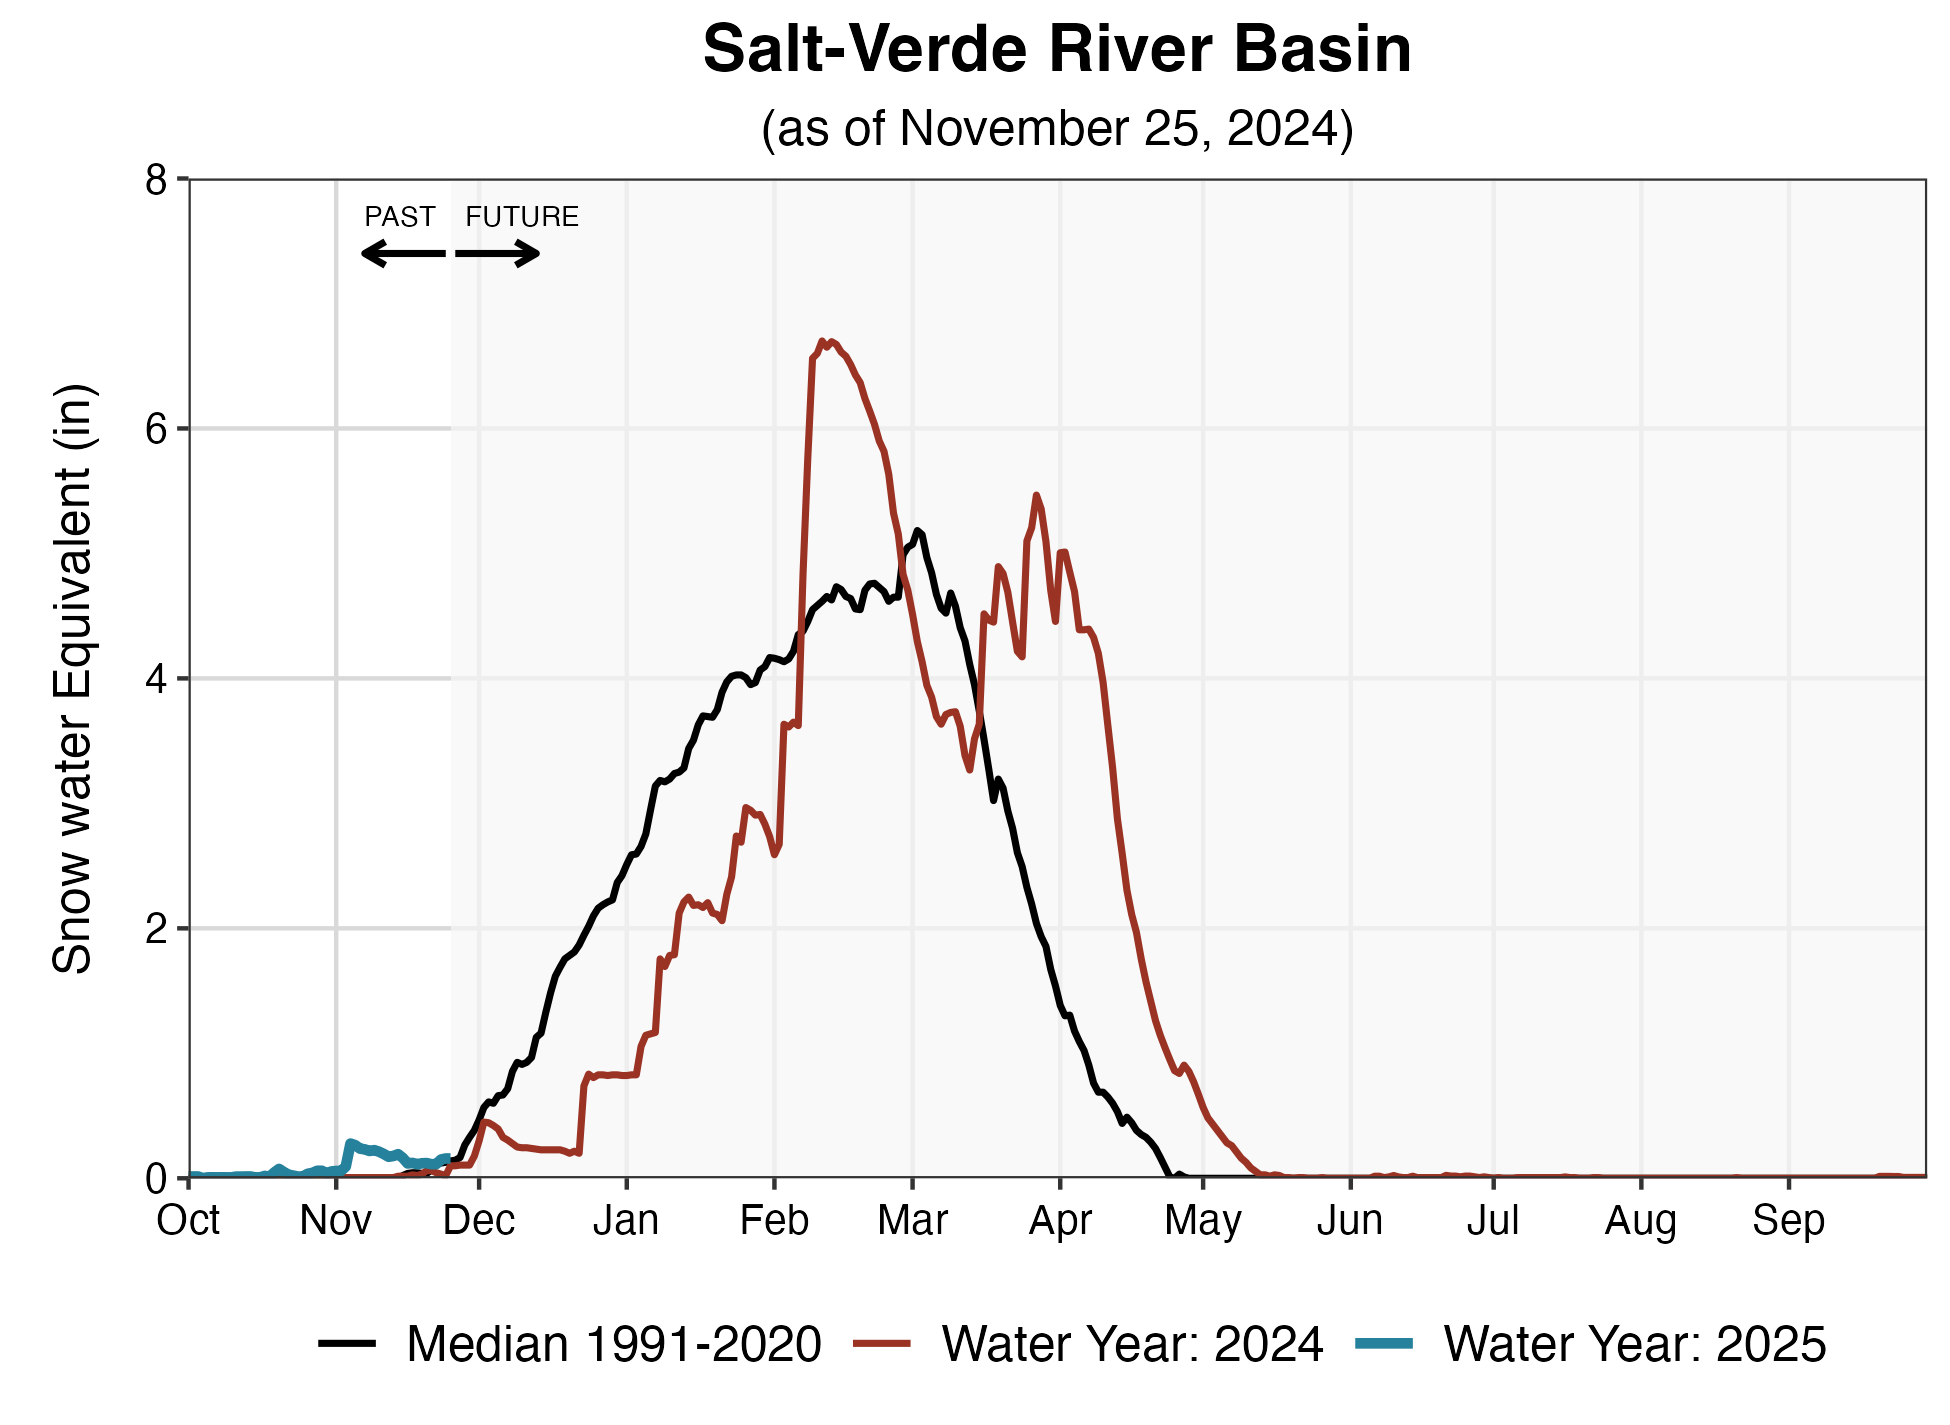 Salt-Verde River Basin
(as of November 25, 2024)
PAST FUTURE
Snow water Equivalent (in)
8
6
4
2
0
Oct Nov Dec Jan Feb Mar Apr May Jun Jul Aug Sep
Median 1991-2020 Water Year: 2024 Water Year: 2025